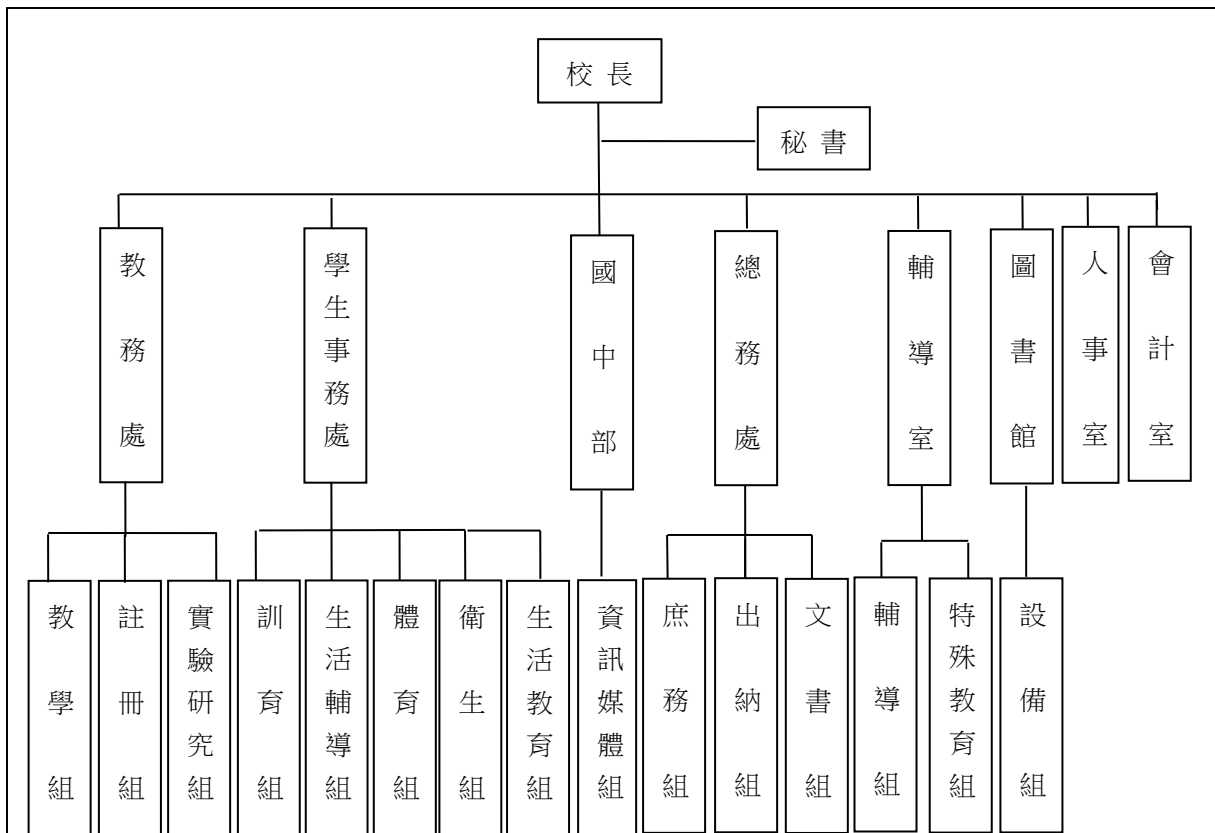 校長
秘書
教務處
學生事務處
國中部
總務處
輔導室
圖書館
人事室
會計室
教學組
註冊組
實驗研究組
訓育組
生活輔導組
體育組
衛生組
生活教育組
資訊媒體組
庶務組
出納組
文書組
輔導組
特殊教育組
設備組